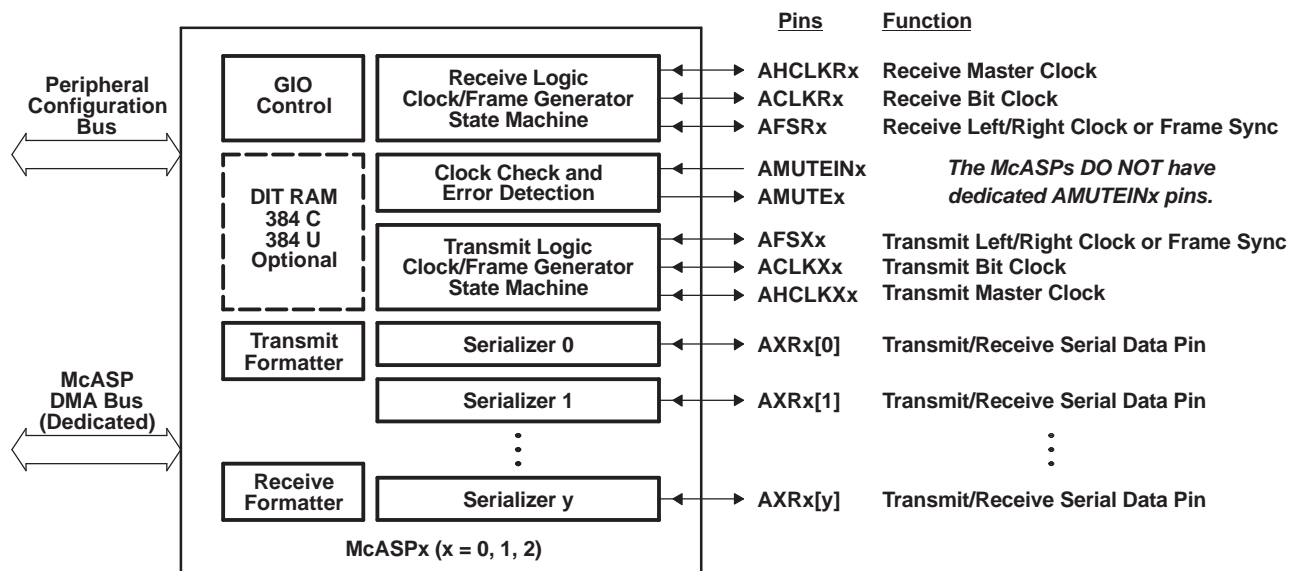 Pins Function
Peripheral
Configuration
Bus
GIO
Control
Receive Logic
Clock/Frame Generator
State Machine
AHCLKRx Receive Master Clock
ACLKRx Receive Bit Clock
AFSRx Receive Left/Right Clock or Frame Sync
DIT RAM
384 C
384 U
Optional
Clock Check and
Error Detection
AMUTEINx
AMUTEx
The McASPs DO NOT have
dedicated AMUTEINx pins.
Transmit Logic
Clock/Frame Generator
State Machine
AFSXx Transmit Left/Right Clock or Frame Sync
ACLKXx Transmit Bit Clock
AHCLKXx Transmit Master Clock
Transmit
Formatter
Serializer 0
AXRx[0] Transmit/Receive Serial Data Pin
McASP
DMA Bus
(Dedicated)
Serializer 1
AXRx[1] Transmit/Receive Serial Data Pin
Receive
Formatter
Serializer y
AXRx[y] Transmit/Receive Serial Data Pin
McASPx (x = 0, 1, 2)